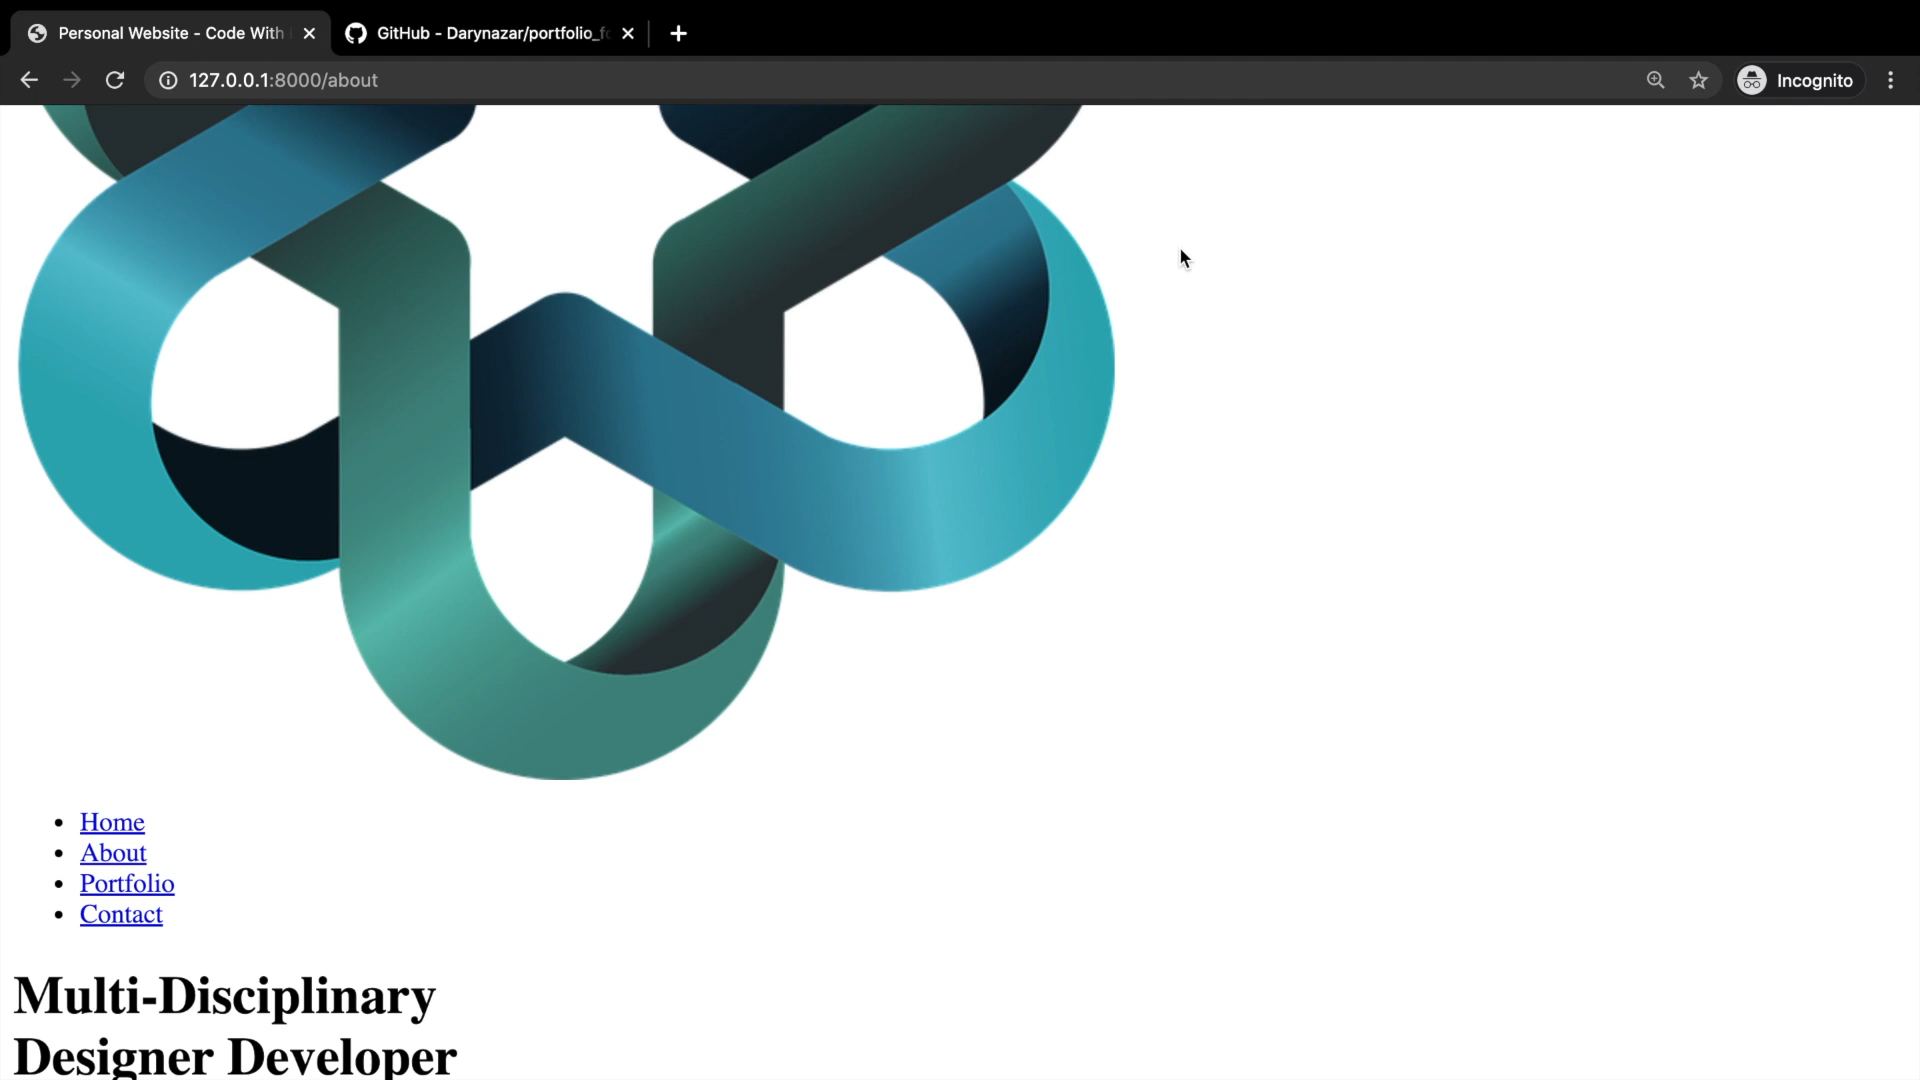 Personal Website - Code With
GitHub - Darynazar/portfolio_fo
127.0.0.1:8000/about
Incognito
Home
About
Portfolio
Contact
Multi-Disciplinary
Designer Developer